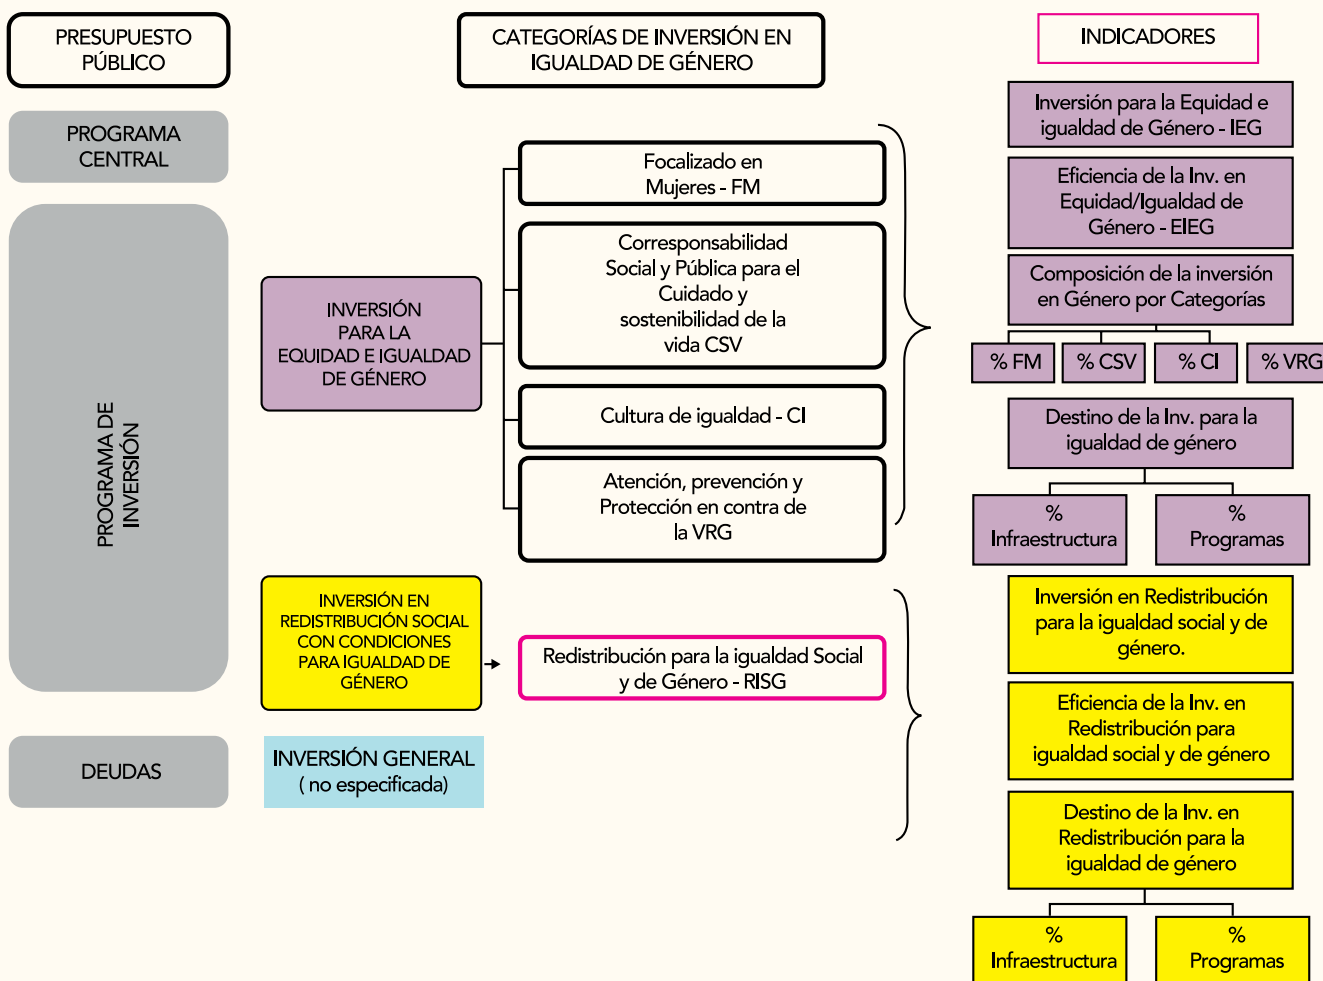 PRESUPUESTO
PÚBLICO
CATEGORÍAS DE INVERSIÓN EN
IGUALDAD DE GÉNERO
INDICADORES
PROGRAMA
CENTRAL
PROGRAMA DE
INVERSIÓN
DEUDAS
INVERSIÓN
PARA LA
EQUIDAD E IGUALDAD
DE GÉNERO
INVERSIÓN EN
REDISTRIBUCIÓN SOCIAL
CON CONDICIONES
PARA IGUALDAD DE
GÉNERO
INVERSIÓN GENERAL
( no especificada)
Focalizado en
Mujeres - FM
Corresponsabilidad
Social y Pública para el
Cuidado y
sostenibilidad de la
vida CSV
Cultura de igualdad - CI
Atención, prevención y
Protección en contra de
la VRG
Redistribución para la igualdad Social
y de Género - RISG
Inversión para la Equidad e
igualdad de Género - IEG
Eficiencia de la Inv. en
Equidad/Igualdad de
Género - EIEG
Composición de la inversión
en Género por Categorías
% FM
% CSV
% CI
% VRG
Destino de la Inv. para la
igualdad de género
%
Infraestructura
%
Programas
Inversión en Redistribución
para la igualdad social y de
género.
Eficiencia de la Inv. en
Redistribución para
igualdad social y de género
Destino de la Inv. en
Redistribución para la
igualdad de género
%
Infraestructura
%
Programas